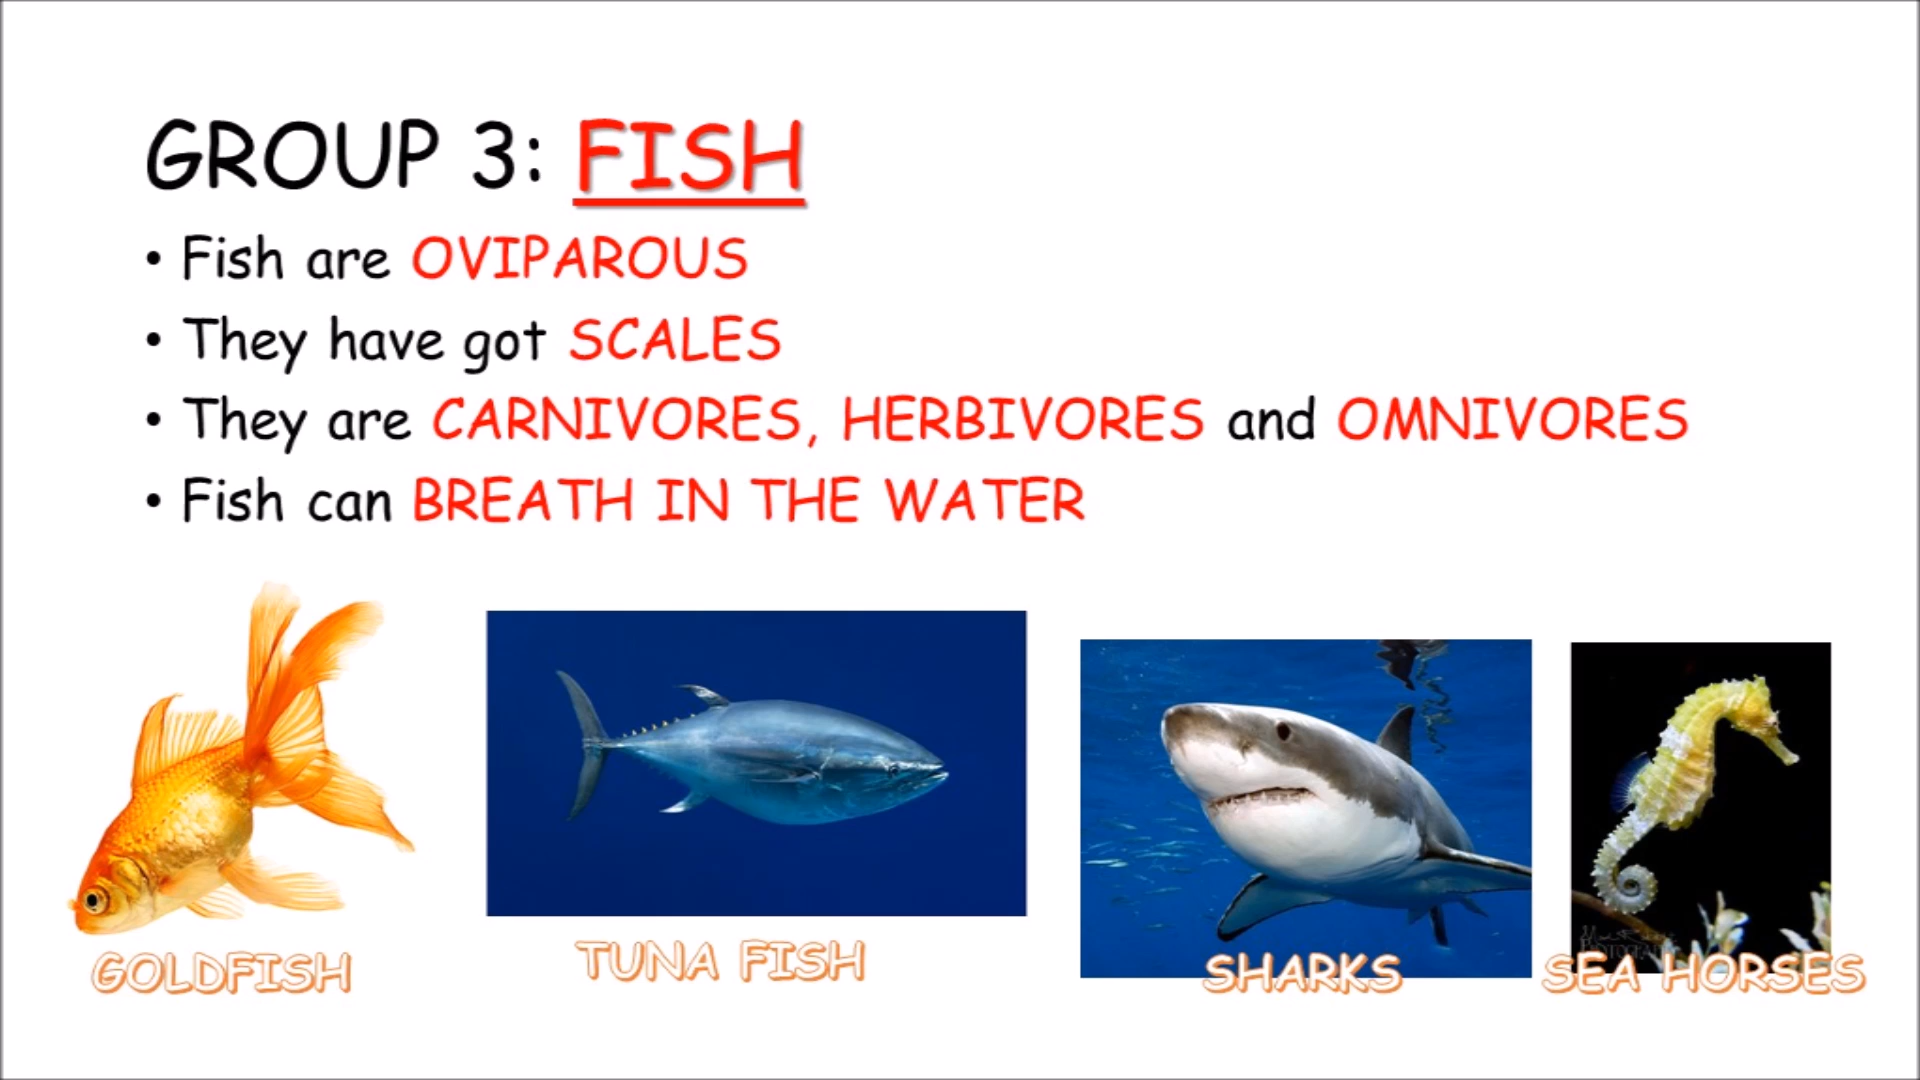 GROUP 3: FISH
• Fish are OVIPAROUS
• They have got SCALES
• They are CARNIVORES, HERBIVORES and OMNIVORES
• Fish can BREATH IN THE WATER
GOLDFISH
TUNA FISH
SHARKS
SEA HORSES